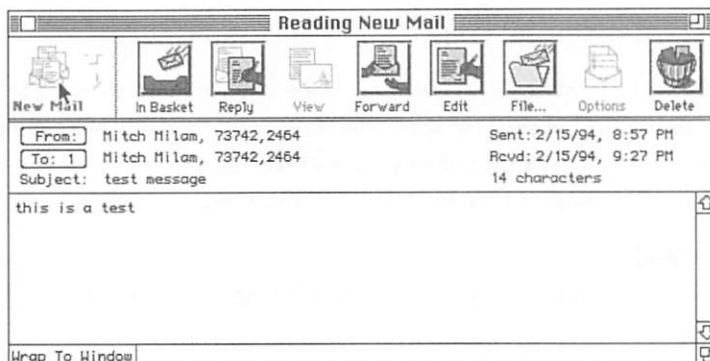 Reading New Mail
New Mail In Basket Reply View Forward Edit File... Options Delete
From: Mitch Milam, 73742,2464 Sent: 2/15/94, 8:57 PM
To: 1 Mitch Milam, 73742,2464 Rcvd: 2/15/94, 9:27 PM
Subject: test message 14 characters
this is a test
Wrap To Window